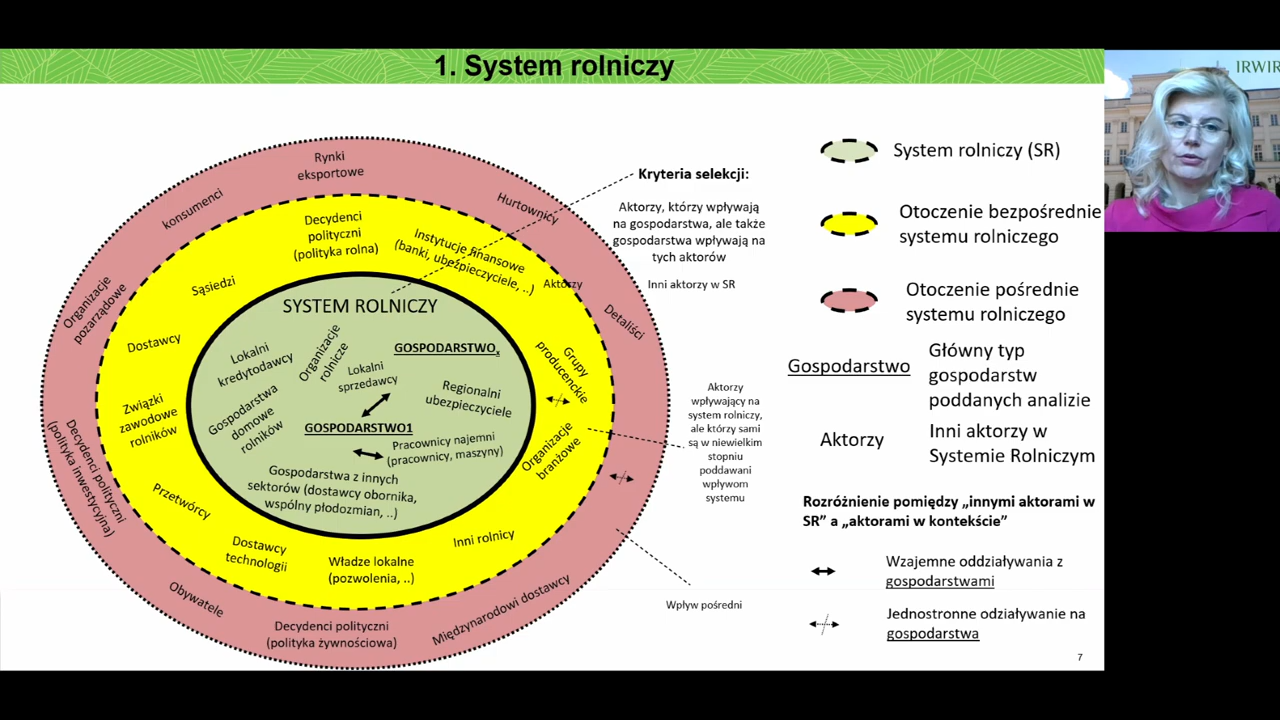 1. System rolniczy
IRWIR
Rynki
eksportowe
konsumenci
Hurtownicy
Organizacje
pozarządowe
Detaliści
Decydenci polityczni
(polityka inwestycyjna)
Obywatele
Decydenci polityczni
(polityka żywnościowa)
Międzynarodowi dostawcy
Decydenci
polityczni
(polityka rolna)
Instytucje finansowe
(banki, ubezpieczyciele, ..)
Aktorzy
Sąsiedzi
Dostawcy
Grupy
producenckie
Związki
zawodowe
rolników
Organizacje
branżowe
Przetwórcy
Dostawcy
technologii
Władze lokalne
(pozwolenia, ..)
Inni rolnicy
SYSTEM ROLNICZY
Lokalni
kredytodawcy
Organizacje
rolnicze
GOSPODARSTWOx
Lokalni
sprzedawcy
Regionalni
ubezpieczyciele
Gospodarstwa
domowe
rolników
GOSPODARSTWO1
Pracownicy najemni
(pracownicy, maszyny)
Gospodarstwa z innych
sektorów (dostawcy obornika,
wspólny płodozmian, ..)
Kryteria selekcji:
Aktorzy, którzy wpływają
na gospodarstwa, ale także
gospodarstwa wpływają na
tych aktorów
Inni aktorzy w SR
Aktorzy
wpływający na
system rolniczy,
ale którzy sami
są w niewielkim
stopniu
poddawani
wpływom
systemu
Wpływ pośredni
System rolniczy (SR)
Otoczenie bezpośrednie
systemu rolniczego
Otoczenie pośrednie
systemu rolniczego
Gospodarstwo
Główny typ
gospodarstw
poddanych analizie
Aktorzy
Inni aktorzy w
Systemie Rolniczym
Rozróżnienie pomiędzy „innymi aktorami w
SR” a „aktorami w kontekście”
Wzajemne oddziaływania z
gospodarstwami
Jednostronne odziaływanie na
gospodarstwa
7